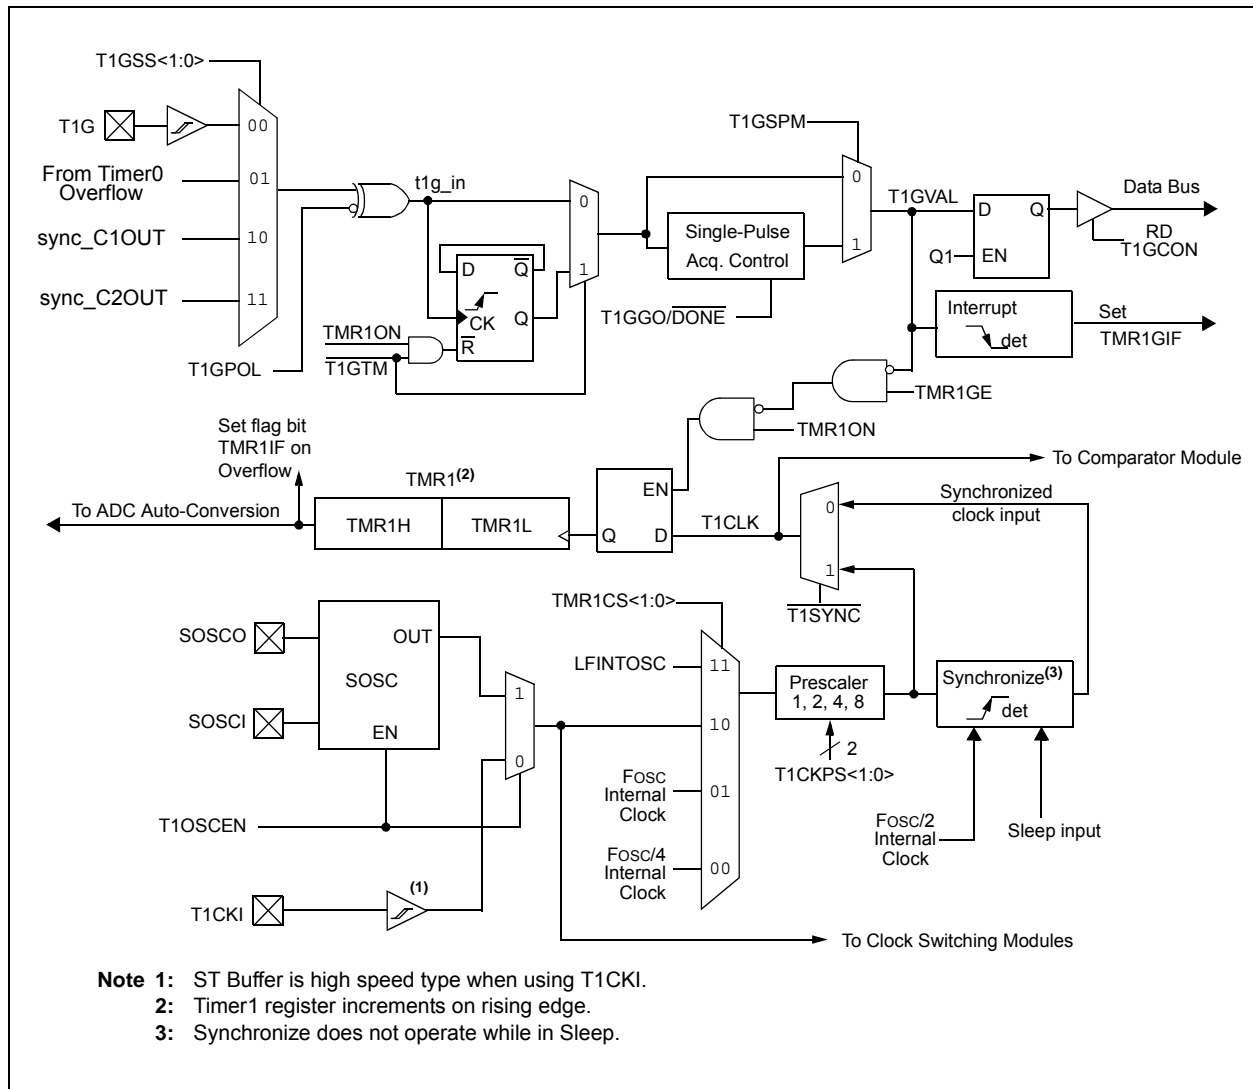 T1GSS<1:0>
T1G
00
From Timer0
Overflow
01
sync_C1OUT
10
sync_C2OUT
11
T1GPOL
t1g_in
0
1
D
Q̅
CK
Q
R̅
TMR1ON
T1GTM
T1GSPM
0
1
Single-Pulse
Acq. Control
T1GGO/D̅O̅N̅E̅
T1GVAL
D
Q
Q1
EN
Data Bus
RD
T1GCON
Interrupt
det
Set
TMR1GIF
TMR1GE
TMR1ON
Set flag bit
TMR1IF on
Overflow
To ADC Auto-Conversion
TMR1(2)
TMR1H
TMR1L
EN
Q
D
T1CLK
To Comparator Module
Synchronized
clock input
0
1
T̅1̅S̅Y̅N̅C̅
SOSCO
SOSCI
OUT
SOSC
EN
1
0
T1OSCEN
T1CKI
(1)
TMR1CS<1:0>
LFINTOSC
11
10
FOSC
Internal
Clock
01
FOSC/4
Internal
Clock
00
Prescaler
1, 2, 4, 8
2
T1CKPS<1:0>
Synchronize(3)
det
FOSC/2
Internal
Clock
Sleep input
To Clock Switching Modules
Note 1: ST Buffer is high speed type when using T1CKI.
2: Timer1 register increments on rising edge.
3: Synchronize does not operate while in Sleep.